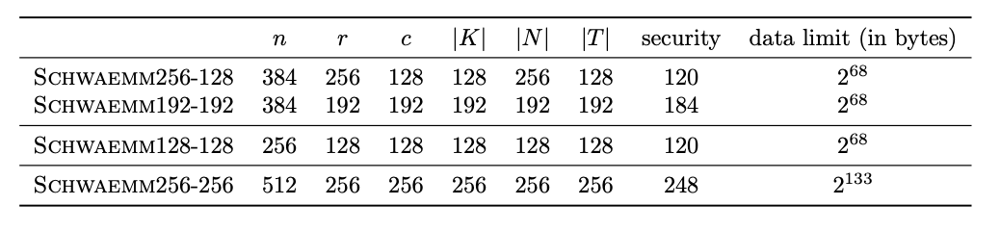 n r c |K| |N| |T| security data limit (in bytes)
SCHWAEMM256-128 384 256 128 128 256 128 120 2^68
SCHWAEMM192-192 384 192 192 192 192 192 184 2^68
SCHWAEMM128-128 256 128 128 128 128 128 120 2^68
SCHWAEMM256-256 512 256 256 256 256 256 248 2^133